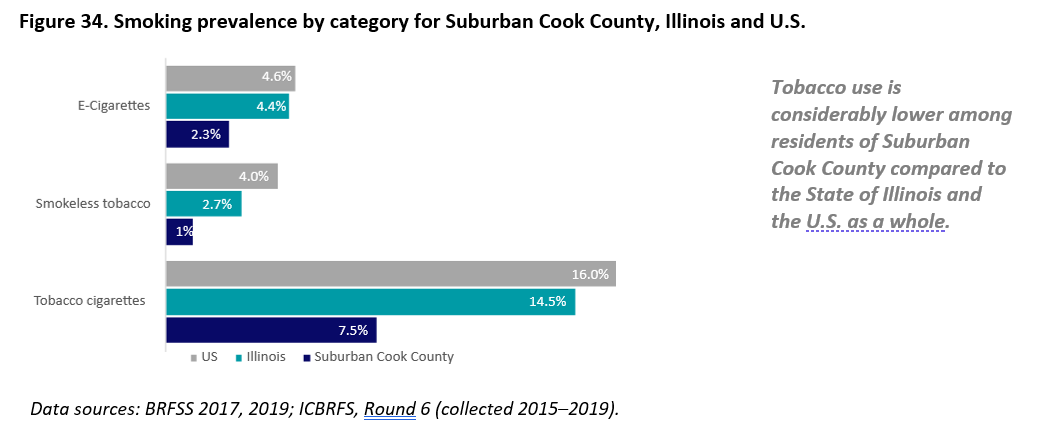 Figure 34. Smoking prevalence by category for Suburban Cook County, Illinois and U.S.
E-Cigarettes
4.6%
4.4%
2.3%
Smokeless tobacco
4.0%
2.7%
1%
Tobacco cigarettes
16.0%
14.5%
7.5%
US Illinois Suburban Cook County
Tobacco use is
considerably lower among
residents of Suburban
Cook County compared to
the State of Illinois and
the U.S. as a whole.
Data sources: BRFSS 2017, 2019; ICBRFS, Round 6 (collected 2015–2019).